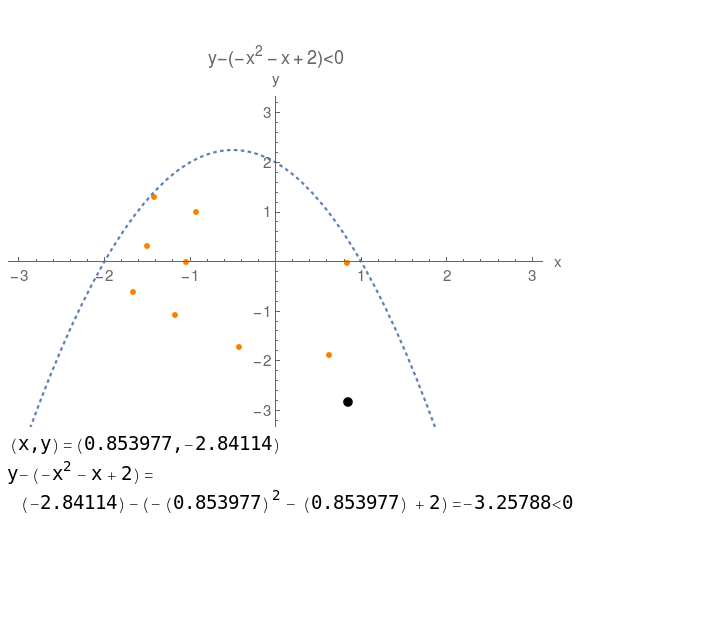 y−(−x² − x + 2)<0
y
3
2
1
−3 −2 −1 1 2 3 x
−1
−2
−3
(x,y)=(0.853977,−2.84114)
y−(−x² − x + 2)=
(−2.84114)−(−(0.853977)² − (0.853977) + 2)=−3.25788<0